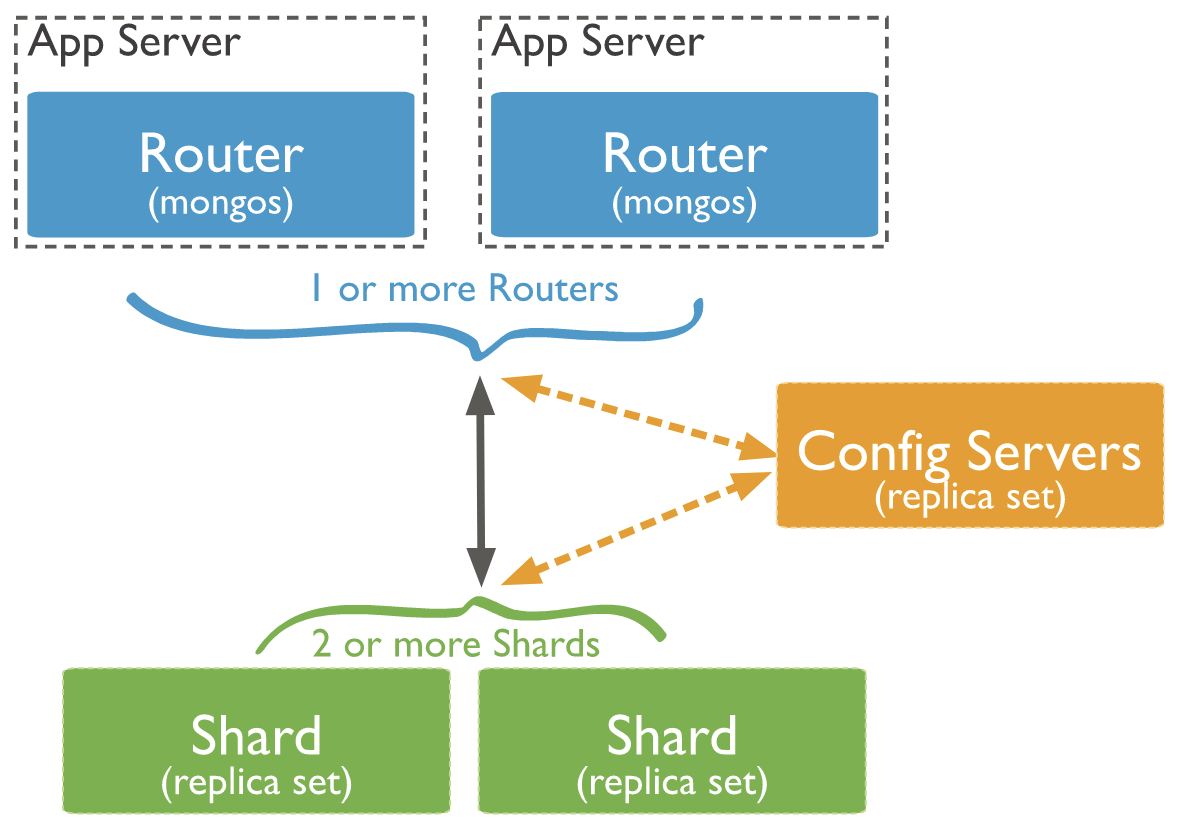 App Server
App Server
Router
(mongos)
Router
(mongos)
1 or more Routers
Config Servers
(replica set)
2 or more Shards
Shard
(replica set)
Shard
(replica set)